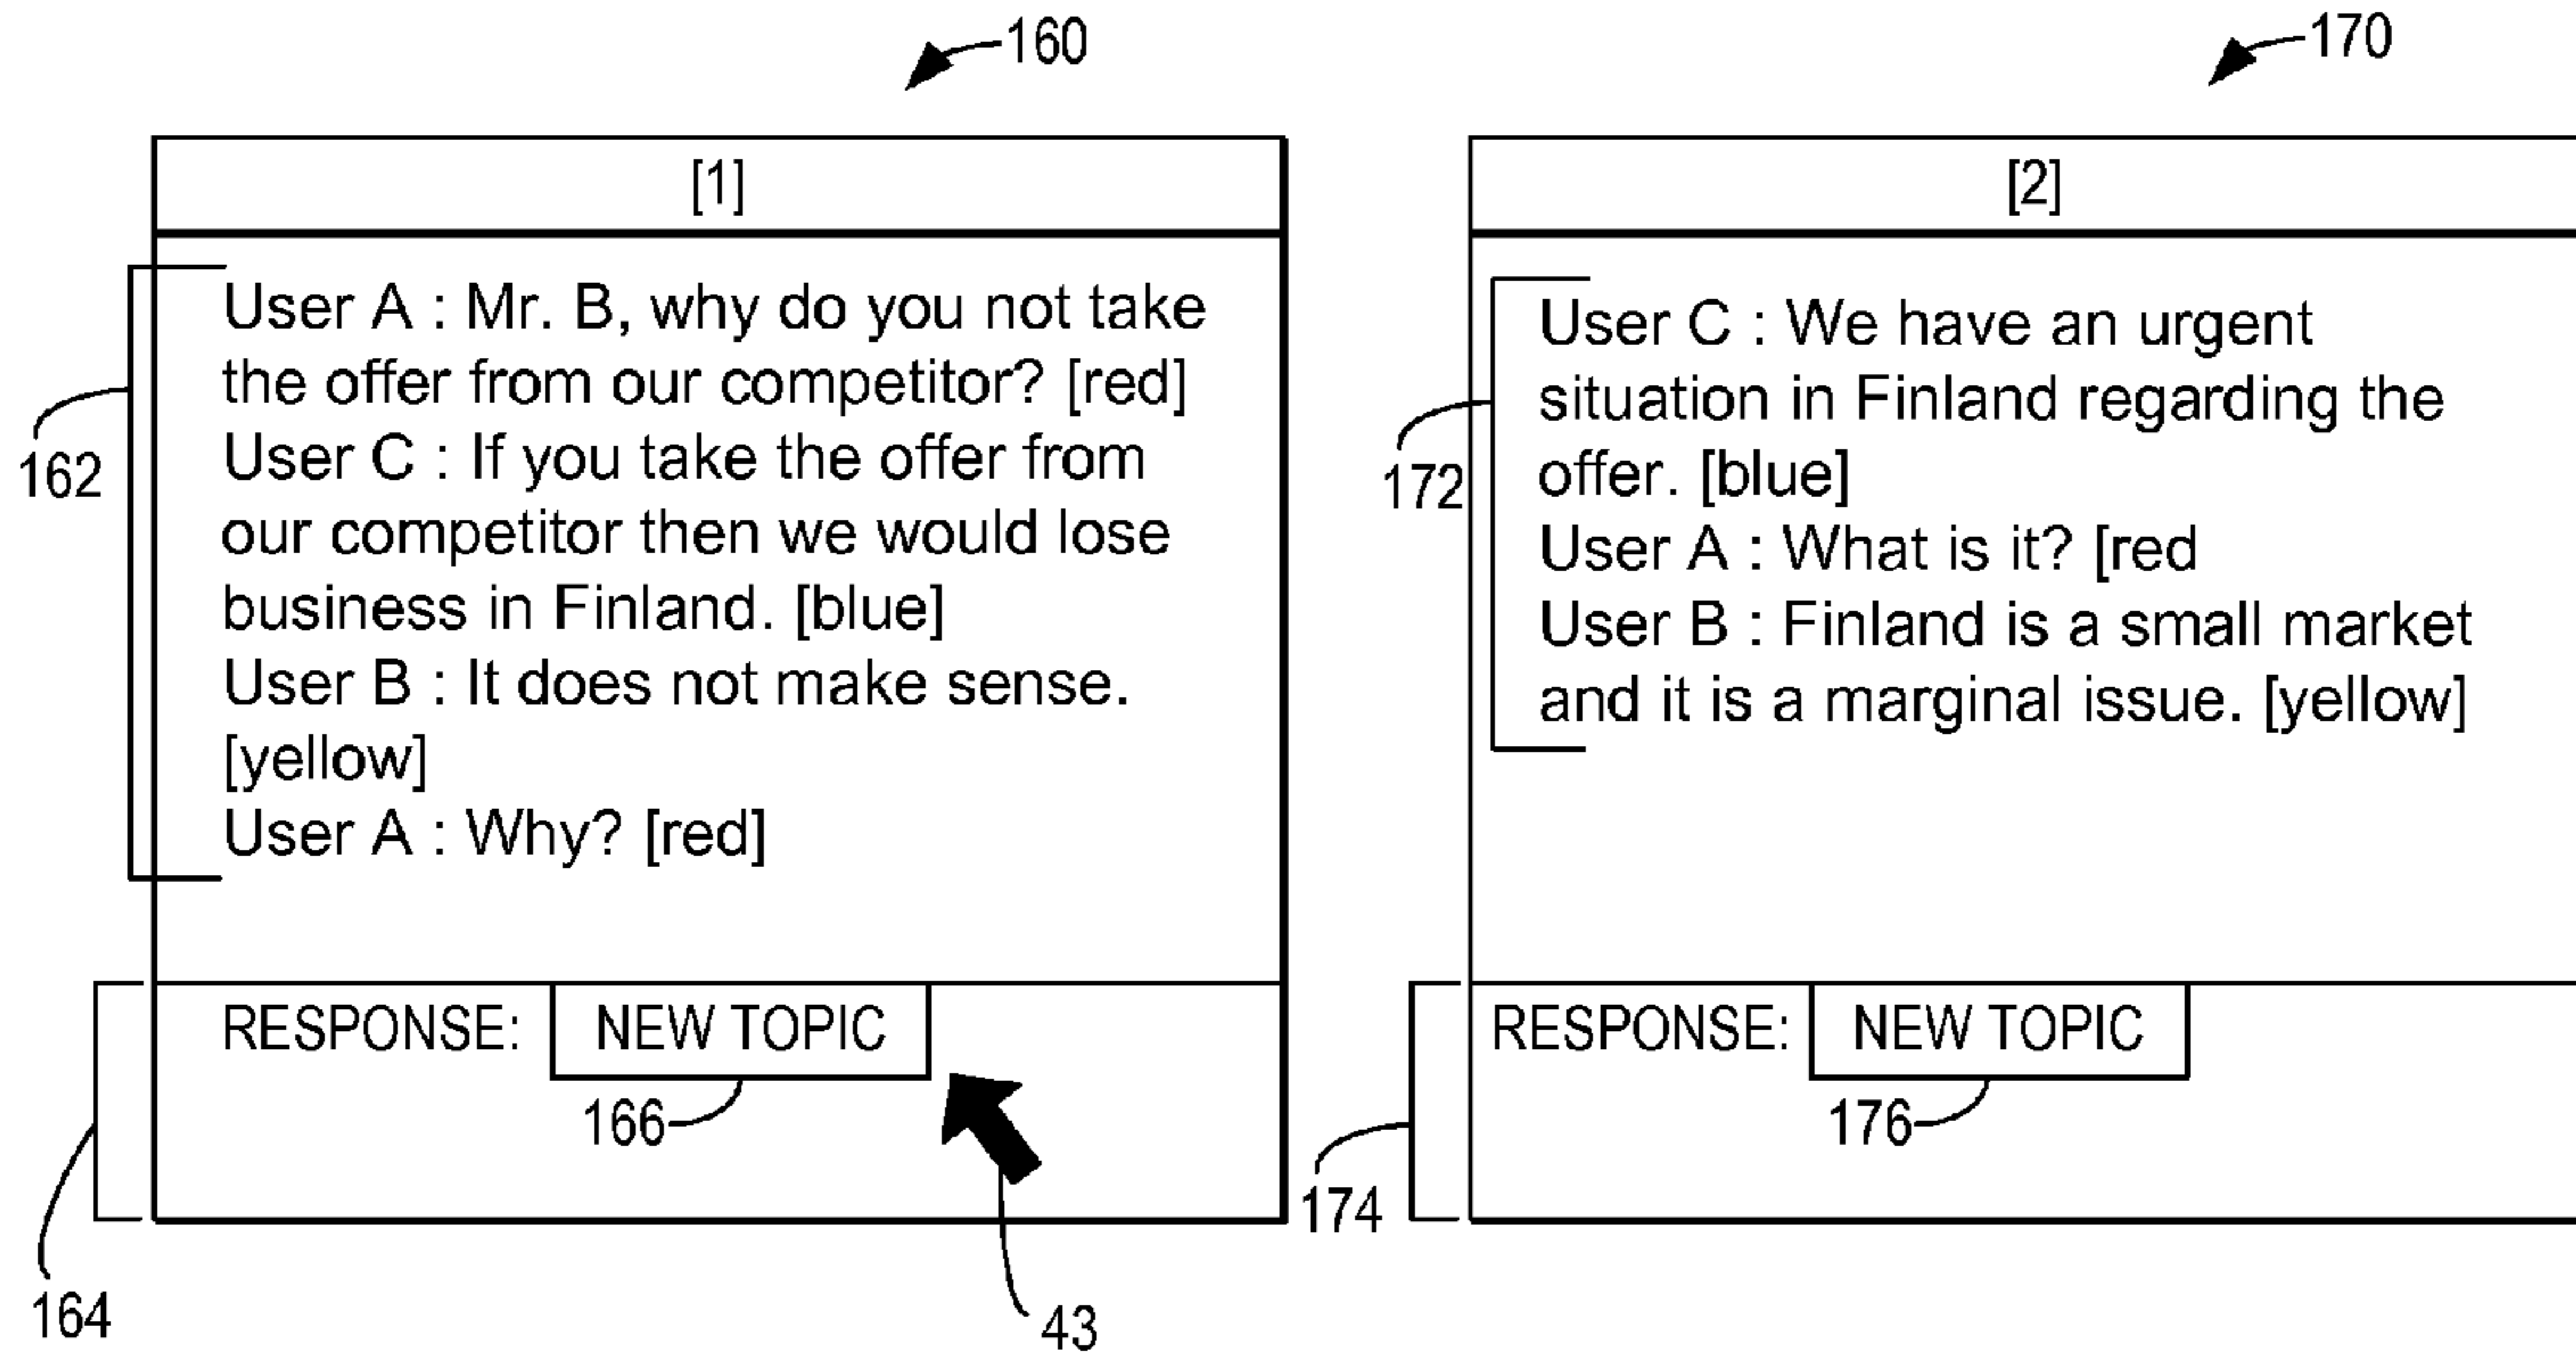 160
170
[1]
[2]
User A : Mr. B, why do you not take
the offer from our competitor? [red]
User C : If you take the offer from
our competitor then we would lose
business in Finland. [blue]
User B : It does not make sense.
[yellow]
User A : Why? [red]
162
User C : We have an urgent
situation in Finland regarding the
offer. [blue]
User A : What is it? [red
User B : Finland is a small market
and it is a marginal issue. [yellow]
172
RESPONSE:
NEW TOPIC
166
164
43
RESPONSE:
NEW TOPIC
176
174